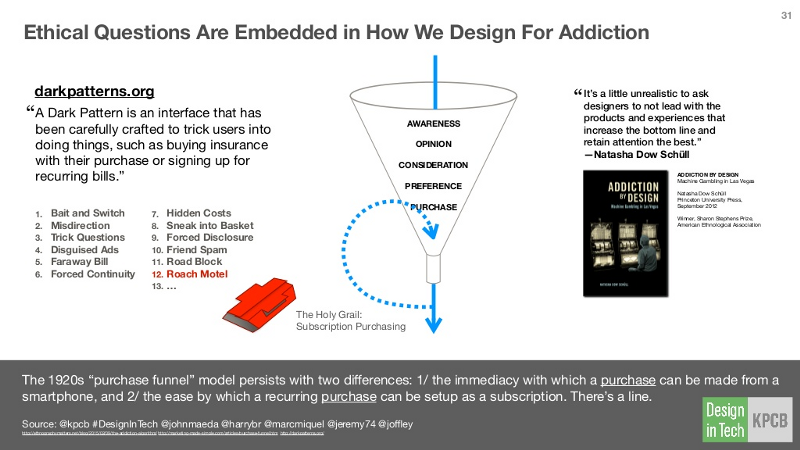 31
Ethical Questions Are Embedded in How We Design For Addiction
darkpatterns.org
“A Dark Pattern is an interface that has
been carefully crafted to trick users into
doing things, such as buying insurance
with their purchase or signing up for
recurring bills.”
1. Bait and Switch
2. Misdirection
3. Trick Questions
4. Disguised Ads
5. Faraway Bill
6. Forced Continuity
7. Hidden Costs
8. Sneak into Basket
9. Forced Disclosure
10. Friend Spam
11. Road Block
12. Roach Motel
13. ...
AWARENESS
OPINION
CONSIDERATION
PREFERENCE
PURCHASE
The Holy Grail:
Subscription Purchasing
“It’s a little unrealistic to ask
designers to not lead with the
products and experiences that
increase the bottom line and
retain attention the best.”
—Natasha Dow Schüll
ADDICTION
BY DESIGN
Machine Gambling in Las Vegas
NATASHA DOW SCHÜLL
ADDICTION BY DESIGN
Machine Gambling in Las Vegas
Natasha Dow Schüll
Princeton University Press,
September 2012
Winner, Sharon Stephens Prize,
American Ethnological Association
The 1920s “purchase funnel” model persists with two differences: 1/ the immediacy with which a purchase can be made from a
smartphone, and 2/ the ease by which a recurring purchase can be setup as a subscription. There’s a line.
Source: @kpcb #DesignInTech @johnmaeda @harrybr @marcmiquel @jeremy74 @joffley
Design
in Tech
KPCB